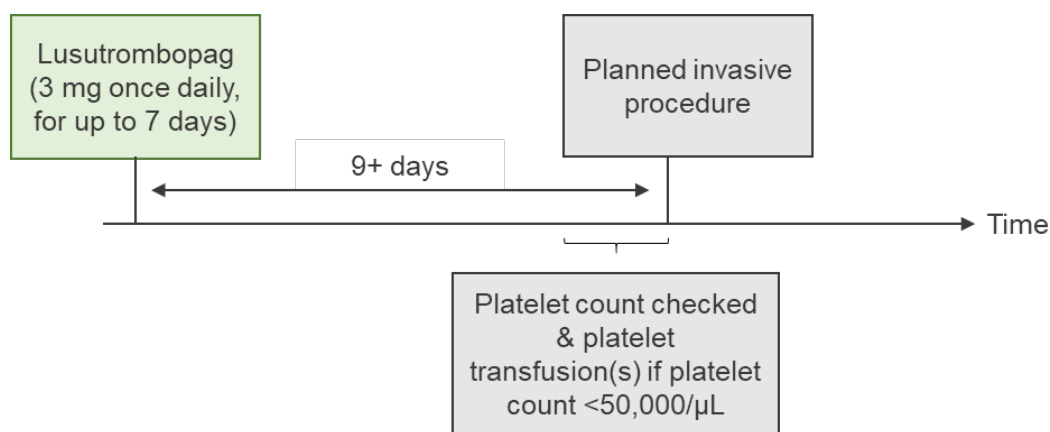 Lusutrombopag
(3 mg once daily,
for up to 7 days)
Planned invasive
procedure
9+ days
Time
Platelet count checked
& platelet
transfusion(s) if platelet
count <50,000/µL